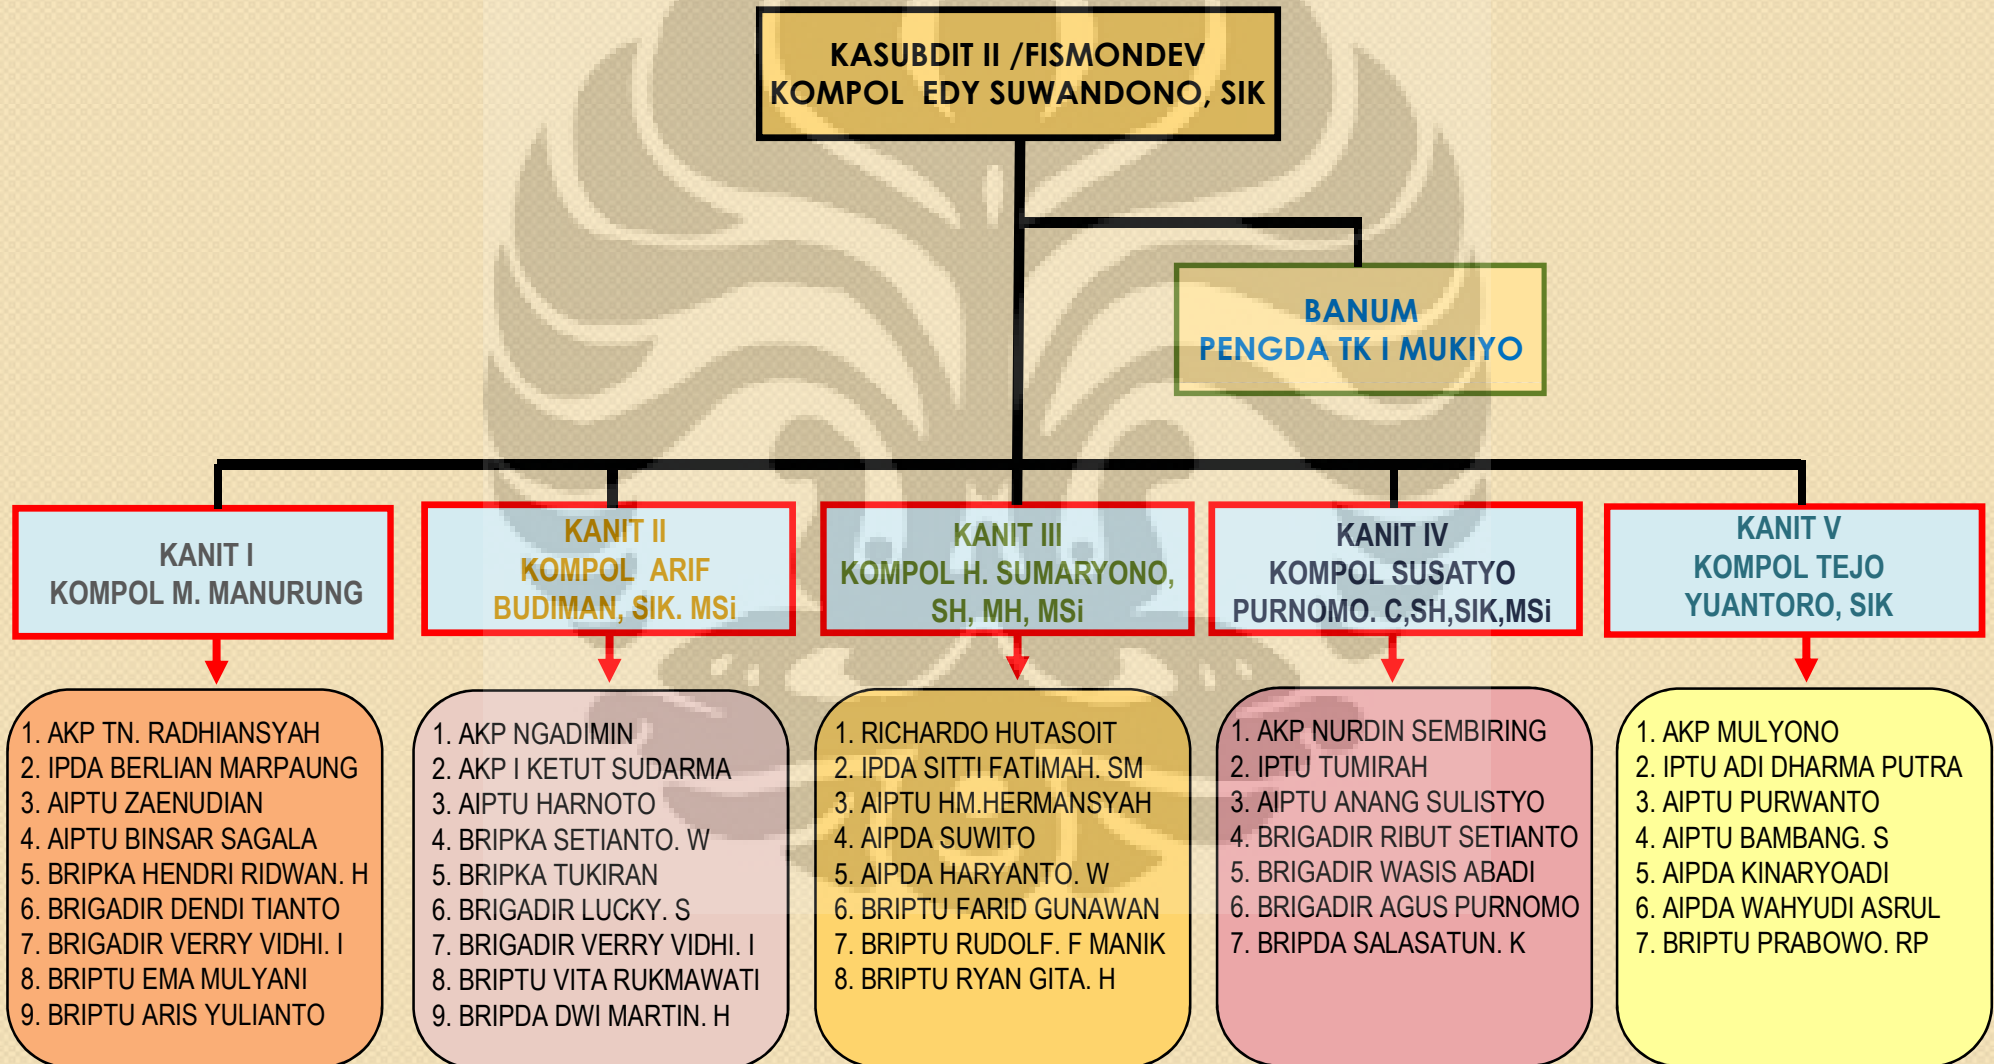 KASUBDIT II /FISMONDEV
KOMPOL EDY SUWANDONO, SIK
BANUM
PENGDA TK I MUKIYO
KANIT I
KOMPOL M. MANURUNG
KANIT II
KOMPOL ARIF
BUDIMAN, SIK. MSi
KANIT III
KOMPOL H. SUMARYONO,
SH, MH, MSi
KANIT IV
KOMPOL SUSATYO
PURNOMO. C,SH,SIK,MSi
KANIT V
KOMPOL TEJO
YUANTORO, SIK
1. AKP TN. RADHIANSYAH
2. IPDA BERLIAN MARPAUNG
3. AIPTU ZAENUDIAN
4. AIPTU BINSAR SAGALA
5. BRIPKA HENDRI RIDWAN. H
6. BRIGADIR DENDI TIANTO
7. BRIGADIR VERRY VIDHI. I
8. BRIPTU EMA MULYANI
9. BRIPTU ARIS YULIANTO
1. AKP NGADIMIN
2. AKP I KETUT SUDARMA
3. AIPTU HARNOTO
4. BRIPKA SETIANTO. W
5. BRIPKA TUKIRAN
6. BRIGADIR LUCKY. S
7. BRIGADIR VERRY VIDHI. I
8. BRIPTU VITA RUKMAWATI
9. BRIPDA DWI MARTIN. H
1. RICHARDO HUTASOIT
2. IPDA SITTI FATIMAH. SM
3. AIPTU HM.HERMANSYAH
4. AIPDA SUWITO
5. AIPDA HARYANTO. W
6. BRIPTU FARID GUNAWAN
7. BRIPTU RUDOLF. F MANIK
8. BRIPTU RYAN GITA. H
1. AKP NURDIN SEMBIRING
2. IPTU TUMIRAH
3. AIPTU ANANG SULISTYO
4. BRIGADIR RIBUT SETIANTO
5. BRIGADIR WASIS ABADI
6. BRIGADIR AGUS PURNOMO
7. BRIPDA SALASATUN. K
1. AKP MULYONO
2. IPTU ADI DHARMA PUTRA
3. AIPTU PURWANTO
4. AIPTU BAMBANG. S
5. AIPDA KINARYOADI
6. AIPDA WAHYUDI ASRUL
7. BRIPTU PRABOWO. RP